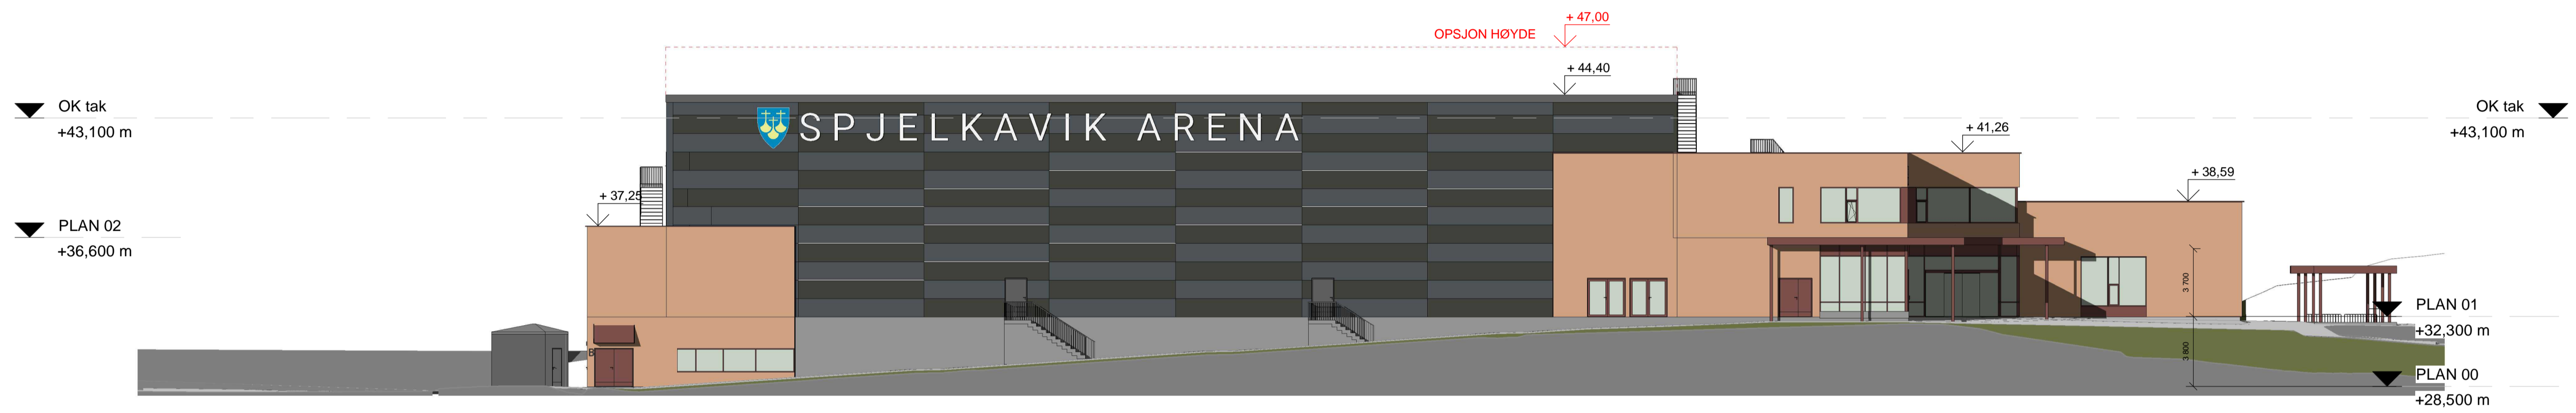 + 47,00
OPSJON HØYDE
+ 44,40
OK tak
+43,100 m
SPJELKAVIK ARENA
OK tak
+43,100 m
+ 41,26
+ 37,25
+ 38,59
PLAN 02
+36,600 m
3 700
PLAN 01
+32,300 m
B
3 800
PLAN 00
+28,500 m